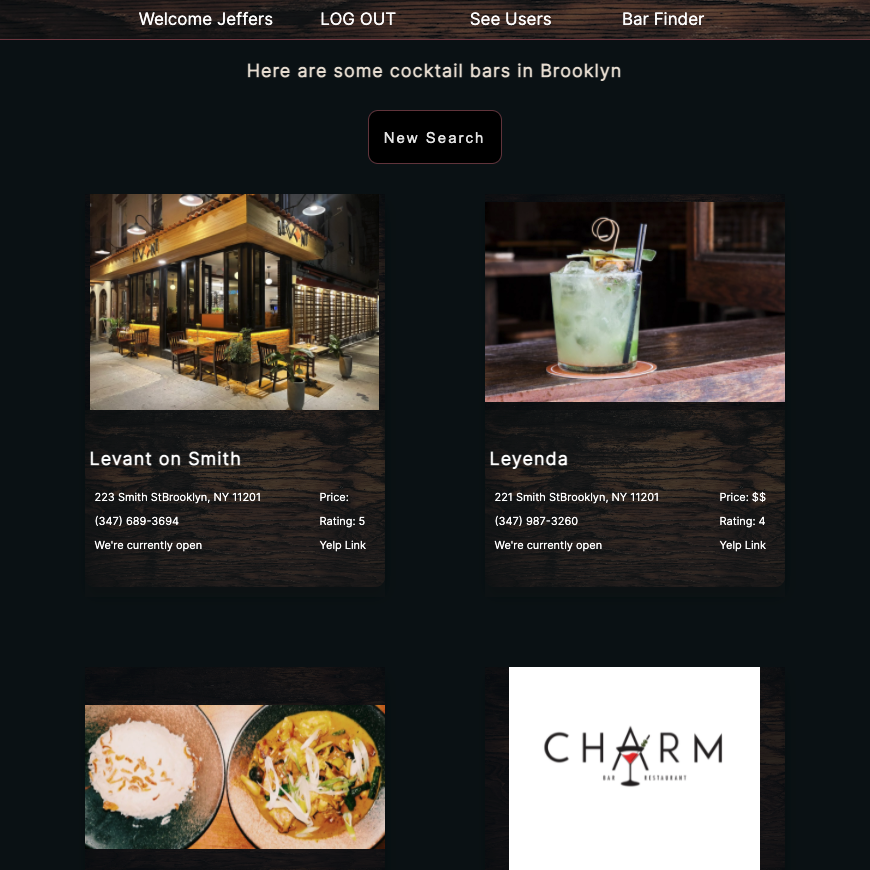 Welcome Jeffers LOG OUT See Users Bar Finder
Here are some cocktail bars in Brooklyn
New Search
Levant on Smith
223 Smith StBrooklyn, NY 11201 Price:
(347) 689-3694 Rating: 5
We're currently open Yelp Link
Leyenda
221 Smith StBrooklyn, NY 11201 Price: $$
(347) 987-3260 Rating: 4
We're currently open Yelp Link
CHARM
BAR RESTAURANT